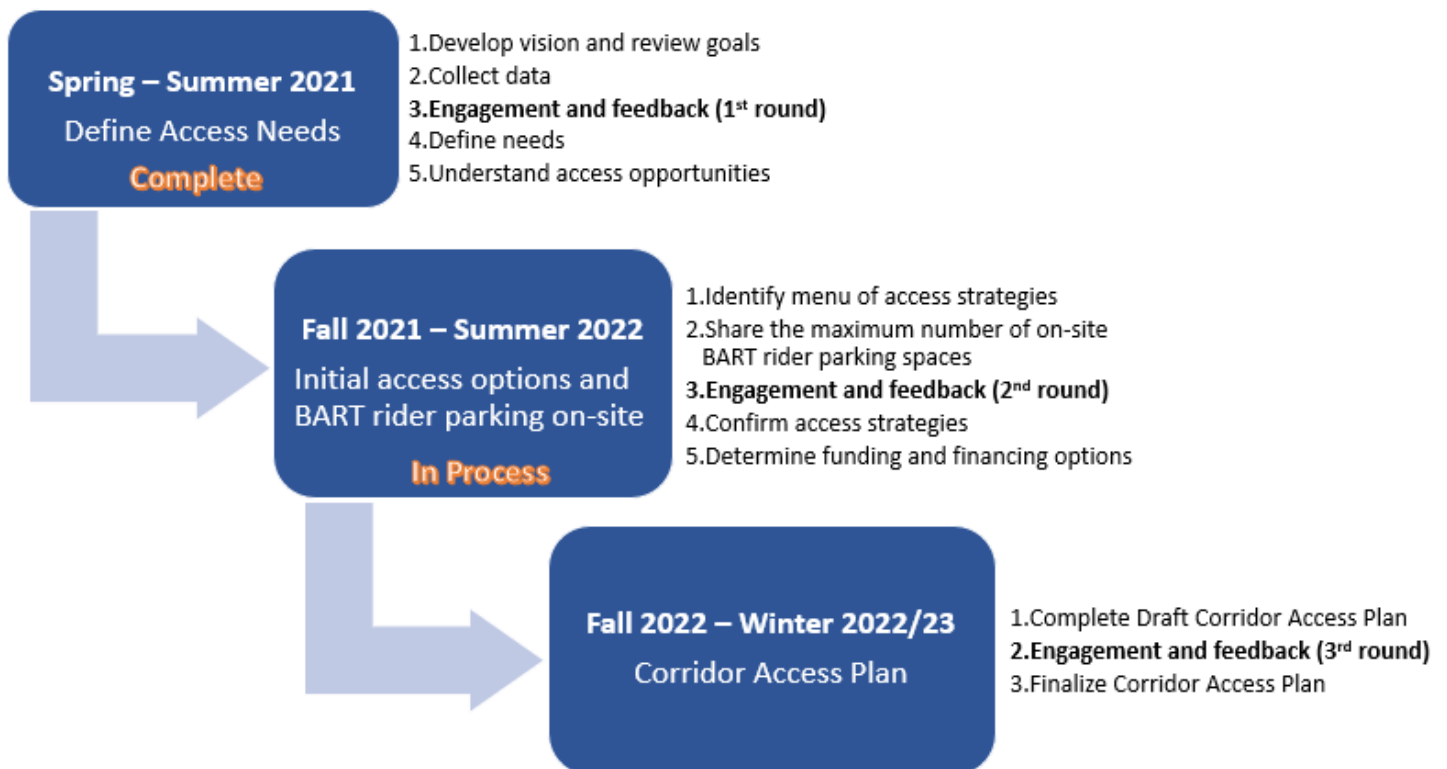 Spring – Summer 2021
Define Access Needs
Complete
1.Develop vision and review goals
2.Collect data
3.Engagement and feedback (1st round)
4.Define needs
5.Understand access opportunities
Fall 2021 – Summer 2022
Initial access options and
BART rider parking on-site
In Process
1.Identify menu of access strategies
2.Share the maximum number of on-site
BART rider parking spaces
3.Engagement and feedback (2nd round)
4.Confirm access strategies
5.Determine funding and financing options
Fall 2022 – Winter 2022/23
Corridor Access Plan
1.Complete Draft Corridor Access Plan
2.Engagement and feedback (3rd round)
3.Finalize Corridor Access Plan